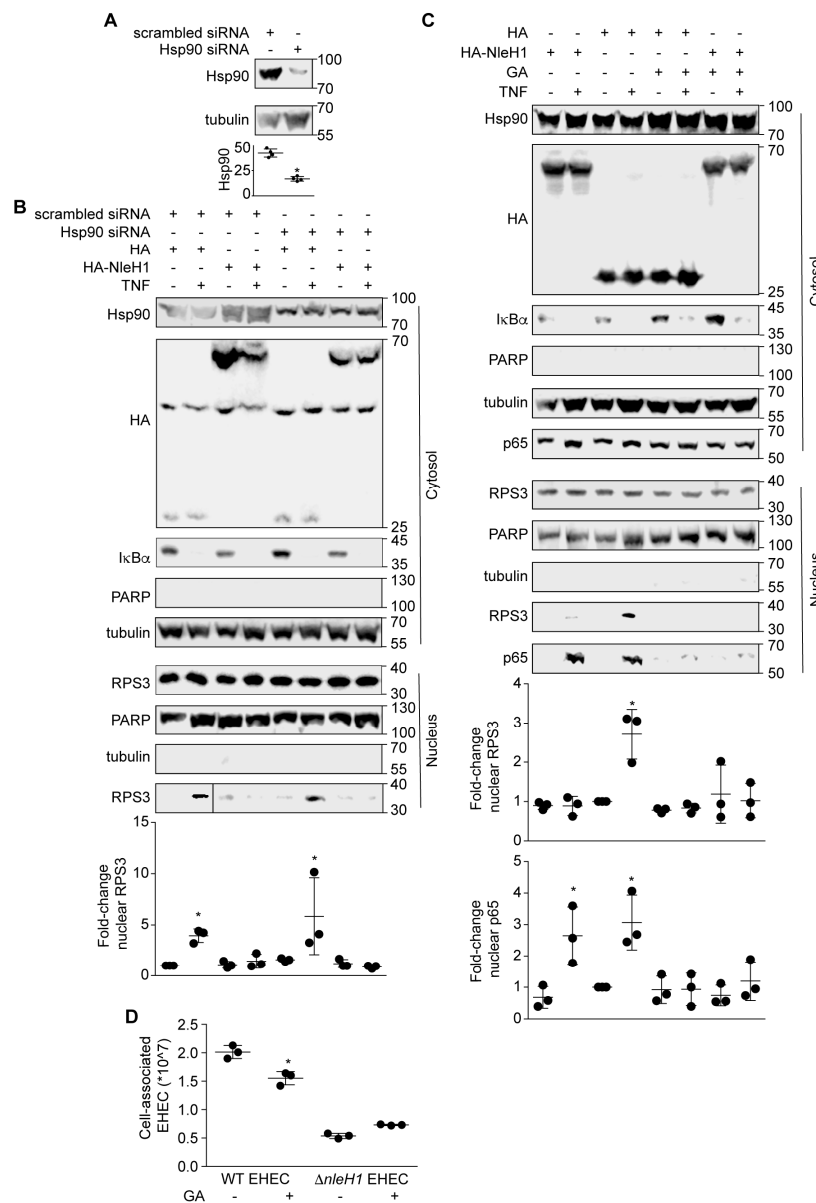 A
scrambled siRNA + -
Hsp90 siRNA - +
Hsp90
100
70
tubulin
70
55
Hsp90
50
25
0
*
B
scrambled siRNA + + + + - - - -
Hsp90 siRNA - - - - + + + +
HA + + - - + + - -
HA-NleH1 - - + + - - + +
TNF - + - + - + - +
Hsp90
100
70
HA
70
25
IκBα
45
35
PARP
130
100
tubulin
70
55
Cytosol
RPS3
40
30
PARP
130
100
tubulin
70
55
RPS3
40
30
Nucleus
Fold-change
nuclear RPS3
15
10
5
0
*
*
C
HA - - + + + + - -
HA-NleH1 + + - - - - + +
GA - - - - + + + +
TNF - + - + - + - +
Hsp90
100
70
HA
70
25
IκBα
45
35
PARP
130
100
tubulin
70
55
p65
70
50
Cytosol
RPS3
40
30
PARP
130
100
tubulin
70
55
RPS3
40
30
p65
70
50
Nucleus
Fold-change
nuclear RPS3
4
3
2
1
0
*
Fold-change
nuclear p65
5
4
3
2
1
0
*
*
D
Cell-associated
EHEC (*10^7)
2.5
2.0
1.5
1.0
0.5
0.0
*
WT EHEC ΔnleH1 EHEC
GA - + - +